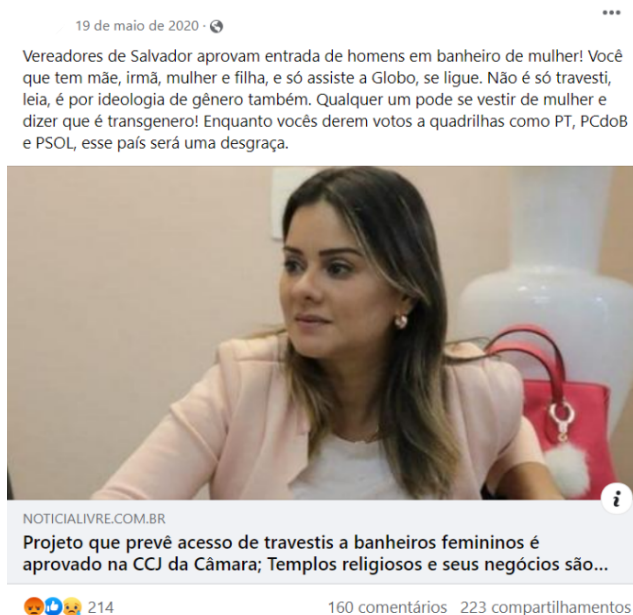 19 de maio de 2020 ·
Vereadores de Salvador aprovam entrada de homens em banheiro de mulher! Você
que tem mãe, irmã, mulher e filha, e só assiste a Globo, se ligue. Não é só travesti,
leia, é por ideologia de gênero também. Qualquer um pode se vestir de mulher e
dizer que é transgenero! Enquanto vocês derem votos a quadrilhas como PT, PCdoB
e PSOL, esse país será uma desgraça.
NOTICIALIVRE.COM.BR
Projeto que prevê acesso de travestis a banheiros femininos é
aprovado na CCJ da Câmara; Templos religiosos e seus negócios são...
214 160 comentários 223 compartilhamentos